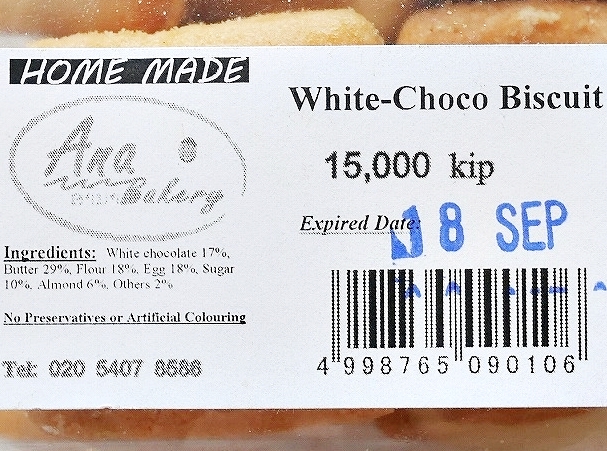 HOME MADE
Ana
Bakery
White-Choco Biscuit
15,000 kip
Expired Date:
18 SEP
Ingredients: White chocolate 17%,
Butter 29%, Flour 18%, Egg 18%, Sugar
10%, Almond 6%, Others 2%
No Preservatives or Artificial Colouring
Tel: 020 5407 8588
4 998765 090106